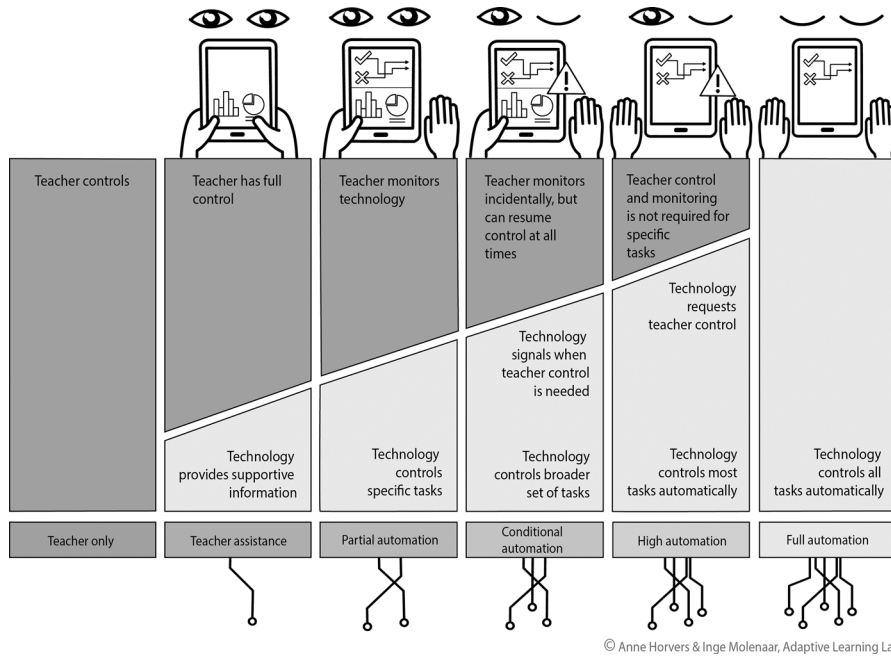 Teacher controls
Teacher has full
control
Teacher monitors
technology
Teacher monitors
incidentally, but
can resume
control at all
times
Teacher control
and monitoring
is not required for
specific
tasks
Technology
requests
teacher control
Technology
signals when
teacher control
is needed
Technology
provides supportive
information
Technology
controls
specific tasks
Technology
controls broader
set of tasks
Technology
controls most
tasks automatically
Technology
controls all
tasks automatically
Teacher only
Teacher assistance
Partial automation
Conditional
automation
High automation
Full automation
© Anne Horvers & Inge Molenaar, Adaptive Learning La